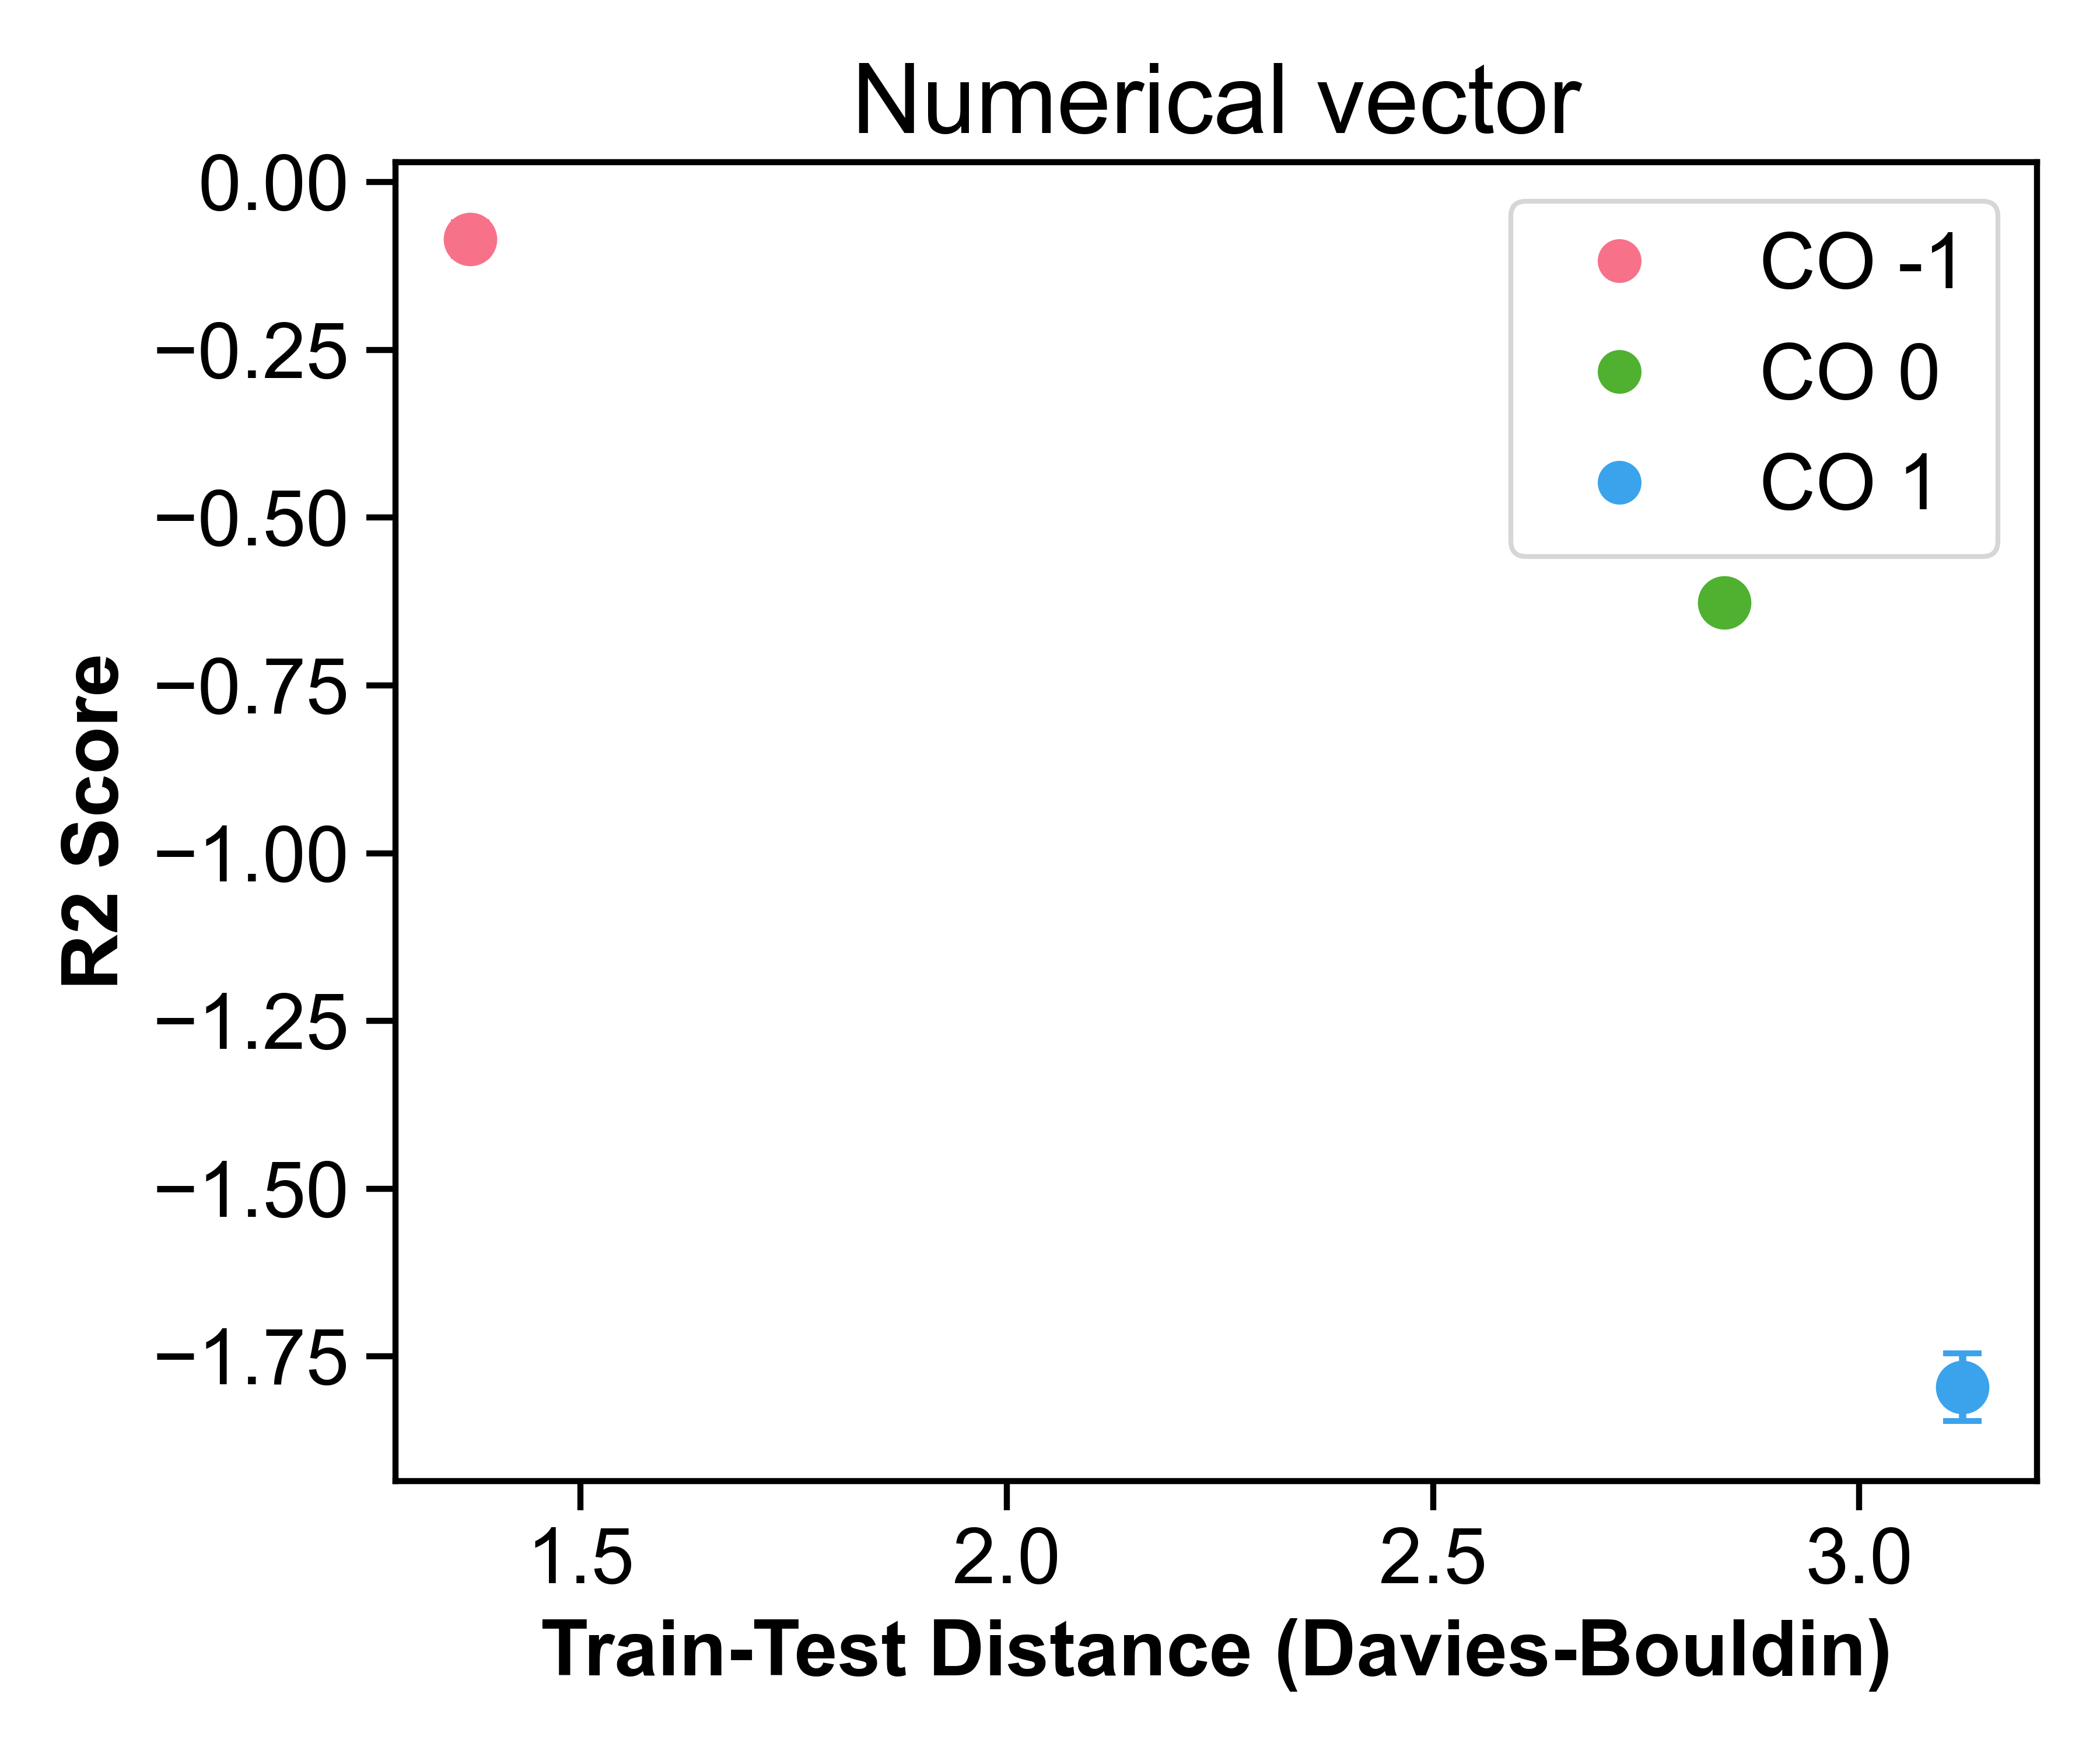 Numerical vector
0.00
−0.25
−0.50
−0.75
−1.00
−1.25
−1.50
−1.75
R2 Score
CO -1
CO 0
CO 1
1.5 2.0 2.5 3.0
Train-Test Distance (Davies-Bouldin)